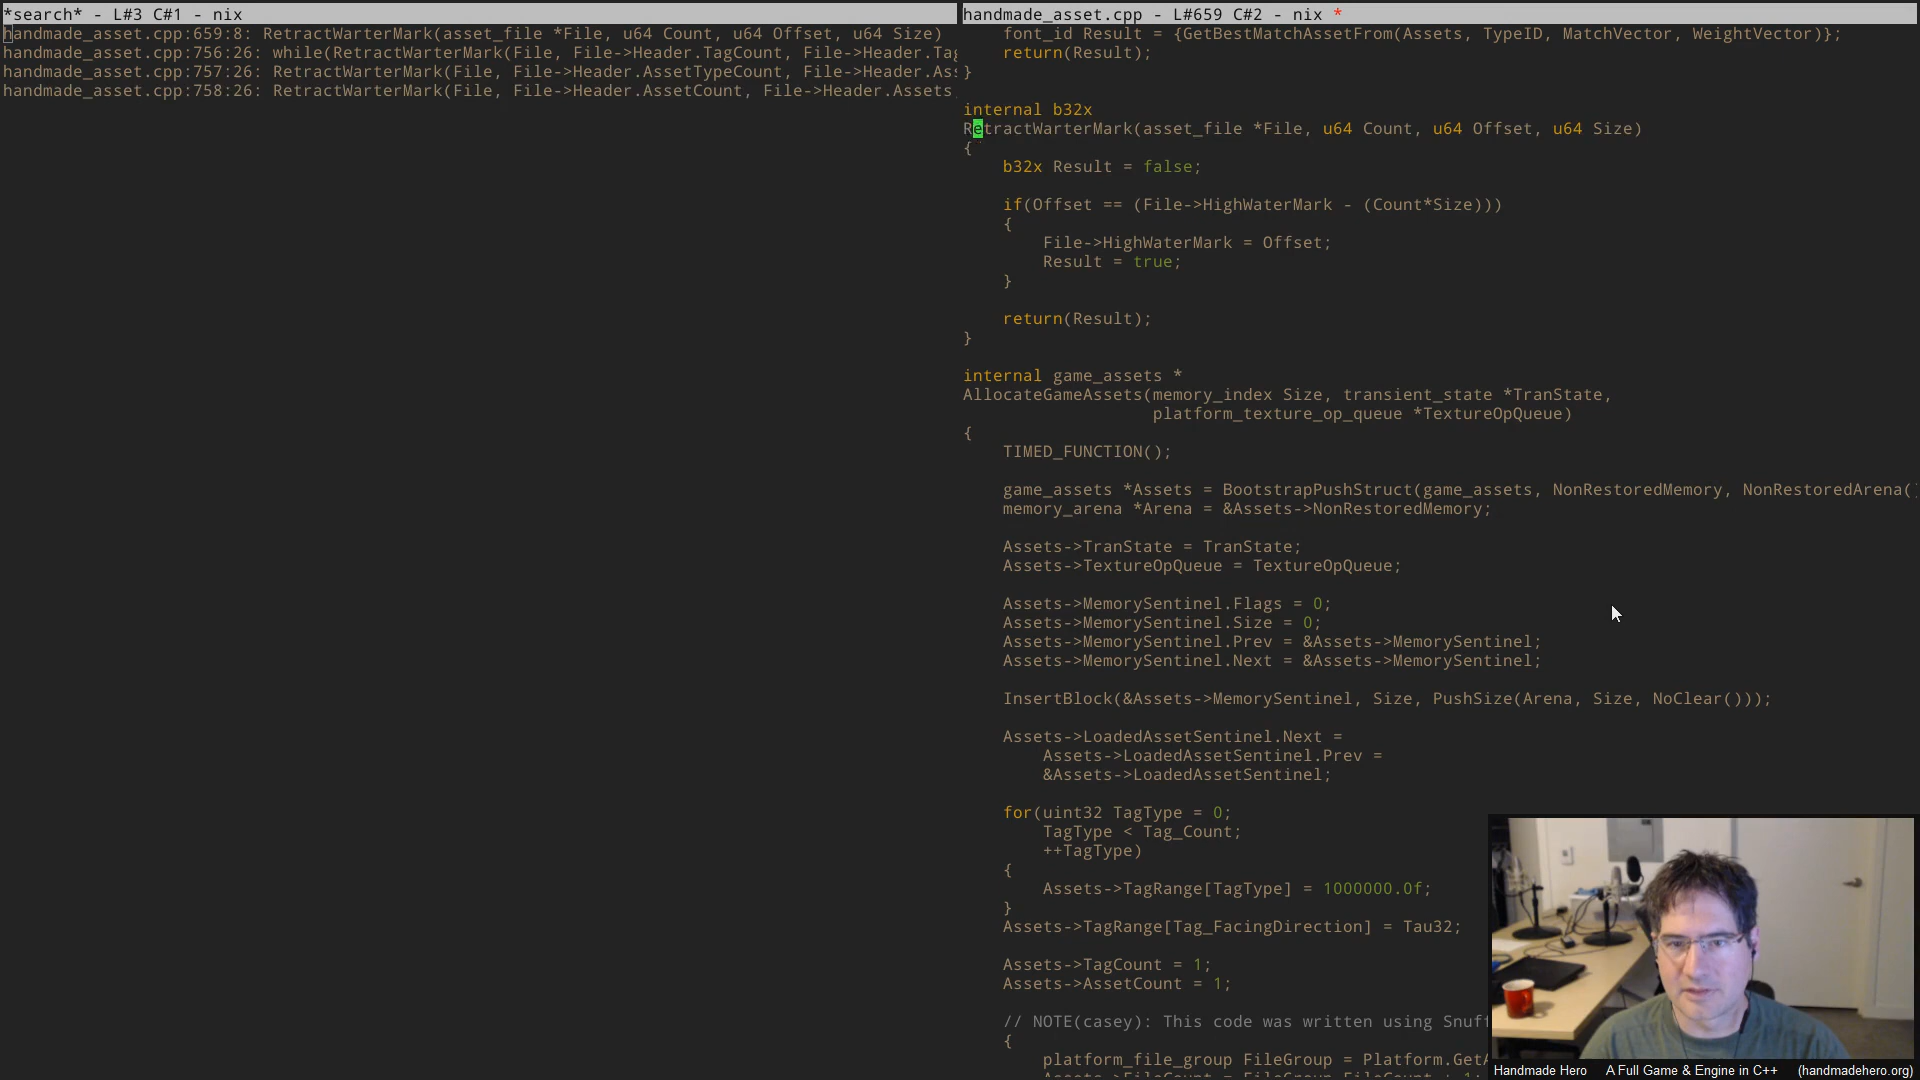 *search* - L#3 C#1 - nix
handmade_asset.cpp:659:8: RetractWarterMark(asset_file *File, u64 Count, u64 Offset, u64 Size)
handmade_asset.cpp:756:26: while(RetractWarterMark(File, File->Header.TagCount, File->Header.Tag
handmade_asset.cpp:757:26: RetractWarterMark(File, File->Header.AssetTypeCount, File->Header.As
handmade_asset.cpp:758:26: RetractWarterMark(File, File->Header.AssetCount, File->Header.Assets
handmade_asset.cpp - L#659 C#2 - nix *
font_id Result = {GetBestMatchAssetFrom(Assets, TypeID, MatchVector, WeightVector)};
return(Result);
}
internal b32x
RetractWarterMark(asset_file *File, u64 Count, u64 Offset, u64 Size)
{
b32x Result = false;
if(Offset == (File->HighWaterMark - (Count*Size)))
{
File->HighWaterMark = Offset;
Result = true;
}
return(Result);
}
internal game_assets *
AllocateGameAssets(memory_index Size, transient_state *TranState,
platform_texture_op_queue *TextureOpQueue)
{
TIMED_FUNCTION();
game_assets *Assets = BootstrapPushStruct(game_assets, NonRestoredMemory, NonRestoredArena(
memory_arena *Arena = &Assets->NonRestoredMemory;
Assets->TranState = TranState;
Assets->TextureOpQueue = TextureOpQueue;
Assets->MemorySentinel.Flags = 0;
Assets->MemorySentinel.Size = 0;
Assets->MemorySentinel.Prev = &Assets->MemorySentinel;
Assets->MemorySentinel.Next = &Assets->MemorySentinel;
InsertBlock(&Assets->MemorySentinel, Size, PushSize(Arena, Size, NoClear()));
Assets->LoadedAssetSentinel.Next =
Assets->LoadedAssetSentinel.Prev =
&Assets->LoadedAssetSentinel;
for(uint32 TagType = 0;
TagType < Tag_Count;
++TagType)
{
Assets->TagRange[TagType] = 1000000.0f;
}
Assets->TagRange[Tag_FacingDirection] = Tau32;
Assets->TagCount = 1;
Assets->AssetCount = 1;
// NOTE(casey): This code was written using Snuff
{
platform_file_group FileGroup = Platform.GetA
Handmade Hero A Full Game & Engine in C++ (handmadehero.org)